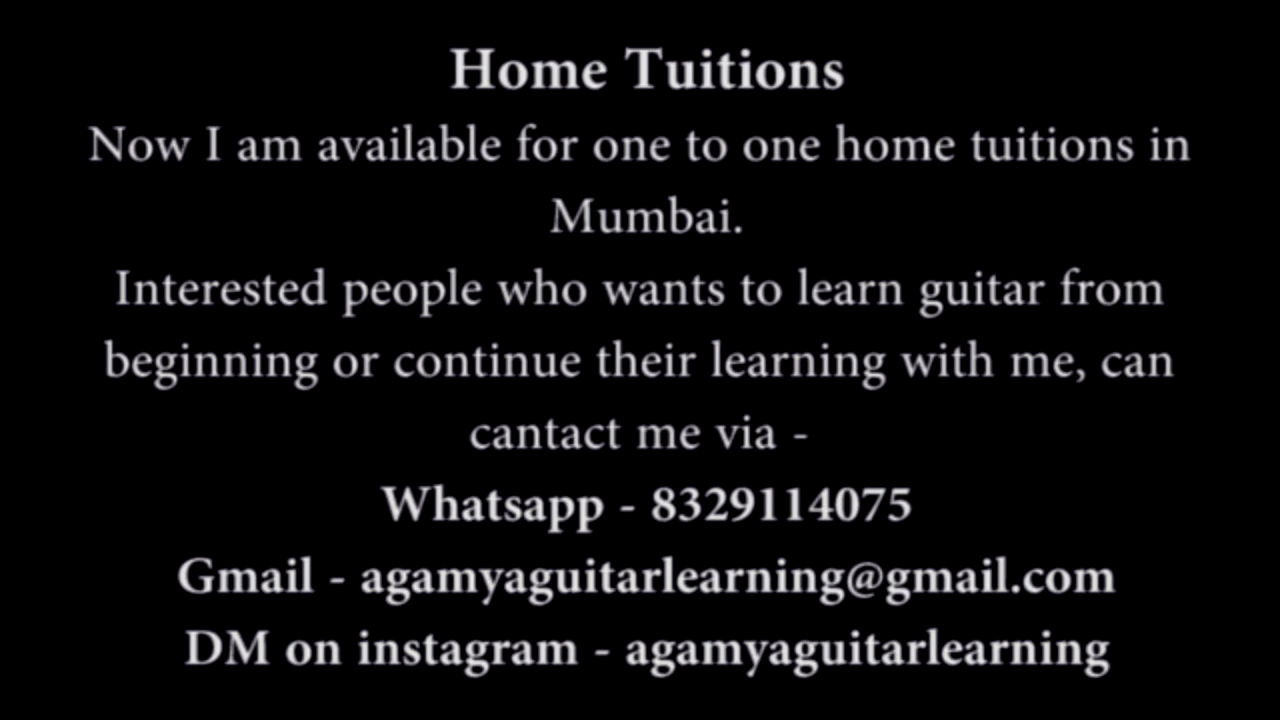 Home Tuitions
Now I am available for one to one home tuitions in
Mumbai.
Interested people who wants to learn guitar from
beginning or continue their learning with me, can
cantact me via -
Whatsapp - 8329114075
Gmail - agamyaguitarlearning@gmail.com
DM on instagram - agamyaguitarlearning